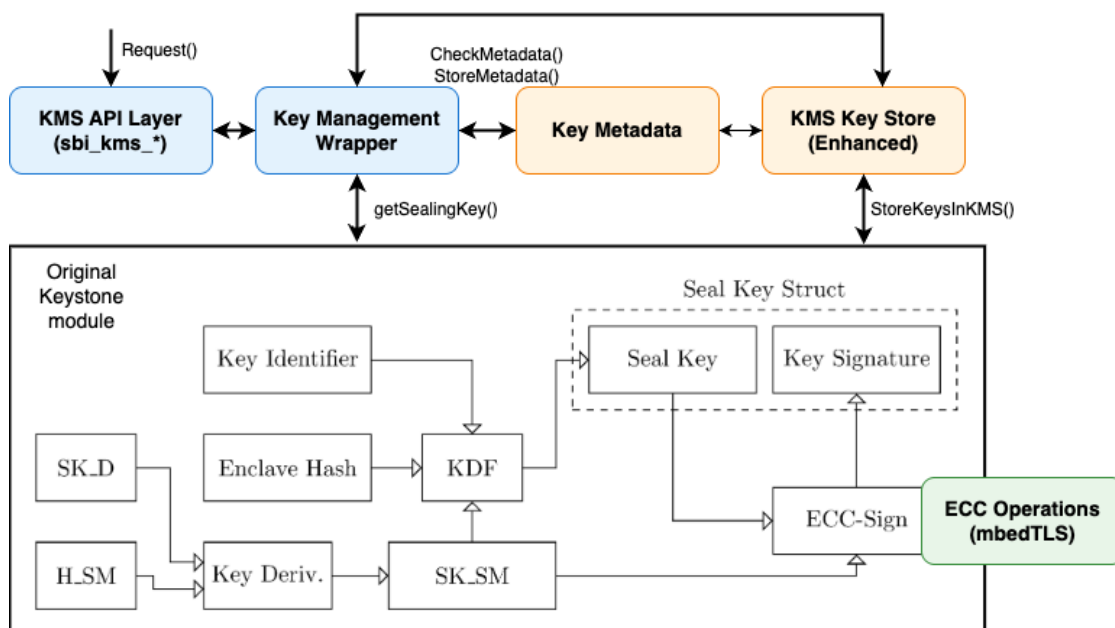 Request()
CheckMetadata()
StoreMetadata()
KMS API Layer
(sbi_kms_*)
Key Management
Wrapper
Key Metadata
KMS Key Store
(Enhanced)
getSealingKey()
StoreKeysInKMS()
Original
Keystone
module
Seal Key Struct
Key Identifier
Seal Key
Key Signature
SK_D
Enclave Hash
KDF
ECC-Sign
ECC Operations
(mbedTLS)
H_SM
Key Deriv.
SK_SM